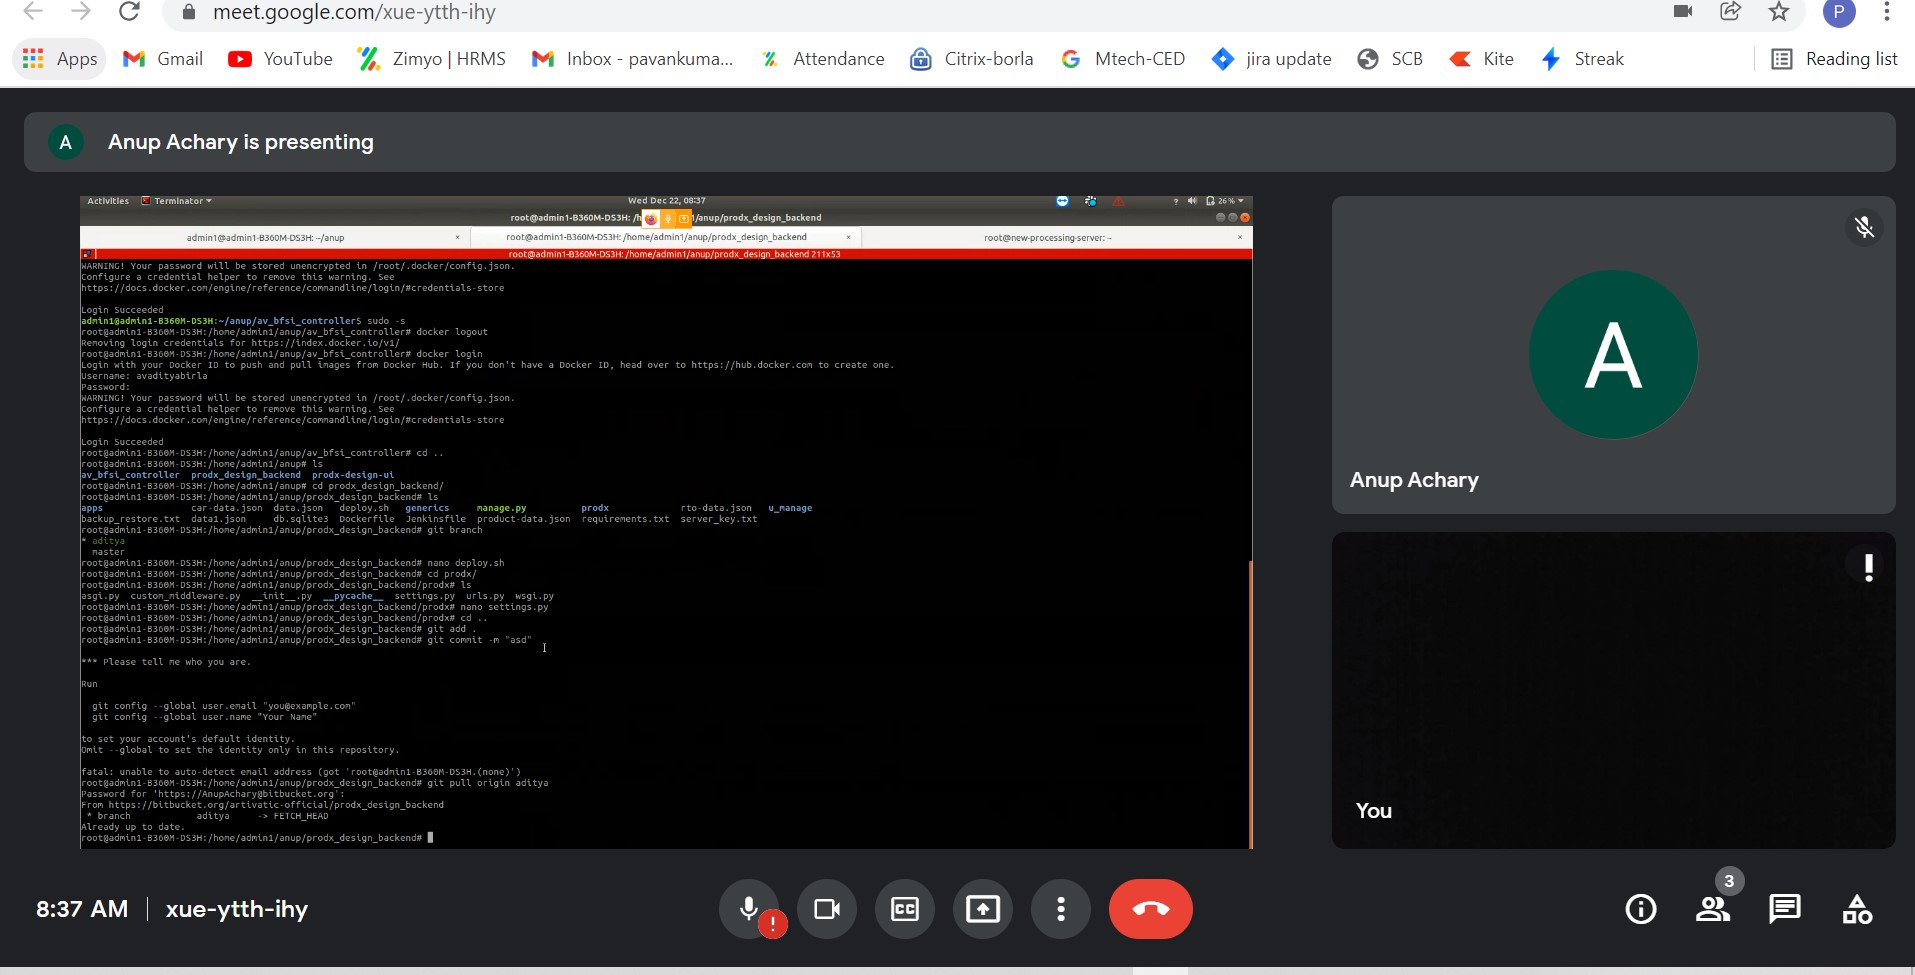 meet.google.com/xue-ytth-ihy
P
Apps Gmail YouTube Zimyo | HRMS Inbox - pavankuma... Attendance Citrix-borla Mtech-CED jira update SCB Kite Streak Reading list
A Anup Achary is presenting
Activities Terminator Wed Dec 22, 08:37 26%
root@admin1-B360M-DS3H: /h /anup/prodx_design_backend
admin1@admin1-B360M-DS3H: ~/anup × root@admin1-B360M-DS3H: /home/admin1/anup/prodx_design_backend × root@new-processing-server: ~ ×
root@admin1-B360M-DS3H: /home/admin1/anup/prodx_design_backend 211x53
WARNING! Your password will be stored unencrypted in /root/.docker/config.json.
Configure a credential helper to remove this warning. See
https://docs.docker.com/engine/reference/commandline/login/#credentials-store
Login Succeeded
admin1@admin1-B360M-DS3H:~/anup/av_bfsi_controller$ sudo -s
root@admin1-B360M-DS3H:/home/admin1/anup/av_bfsi_controller# docker logout
Removing login credentials for https://index.docker.io/v1/
root@admin1-B360M-DS3H:/home/admin1/anup/av_bfsi_controller# docker login
Login with your Docker ID to push and pull images from Docker Hub. If you don't have a Docker ID, head over to https://hub.docker.com to create one.
Username: avadityabirla
Password:
WARNING! Your password will be stored unencrypted in /root/.docker/config.json.
Configure a credential helper to remove this warning. See
https://docs.docker.com/engine/reference/commandline/login/#credentials-store
Login Succeeded
root@admin1-B360M-DS3H:/home/admin1/anup/av_bfsi_controller# cd ..
root@admin1-B360M-DS3H:/home/admin1/anup# ls
av_bfsi_controller prodx_design_backend prodx-design-ui
root@admin1-B360M-DS3H:/home/admin1/anup# cd prodx_design_backend/
root@admin1-B360M-DS3H:/home/admin1/anup/prodx_design_backend# ls
apps car-data.json data.json deploy.sh generics manage.py prodx rto-data.json u_manage
backup_restore.txt data1.json db.sqlite3 Dockerfile Jenkinsfile product-data.json requirements.txt server_key.txt
root@admin1-B360M-DS3H:/home/admin1/anup/prodx_design_backend# git branch
* aditya
master
root@admin1-B360M-DS3H:/home/admin1/anup/prodx_design_backend# nano deploy.sh
root@admin1-B360M-DS3H:/home/admin1/anup/prodx_design_backend# cd prodx/
root@admin1-B360M-DS3H:/home/admin1/anup/prodx_design_backend/prodx# ls
asgi.py custom_middleware.py __init__.py __pycache__ settings.py urls.py wsgi.py
root@admin1-B360M-DS3H:/home/admin1/anup/prodx_design_backend/prodx# nano settings.py
root@admin1-B360M-DS3H:/home/admin1/anup/prodx_design_backend/prodx# cd ..
root@admin1-B360M-DS3H:/home/admin1/anup/prodx_design_backend# git add .
root@admin1-B360M-DS3H:/home/admin1/anup/prodx_design_backend# git commit -m "asd"
*** Please tell me who you are.
Run
git config --global user.email "you@example.com"
git config --global user.name "Your Name"
to set your account's default identity.
Omit --global to set the identity only in this repository.
fatal: unable to auto-detect email address (got 'root@admin1-B360M-DS3H.(none)')
root@admin1-B360M-DS3H:/home/admin1/anup/prodx_design_backend# git pull origin aditya
Password for 'https://AnupAchary@bitbucket.org':
From https://bitbucket.org/artivatic-official/prodx_design_backend
* branch aditya -> FETCH_HEAD
Already up to date.
root@admin1-B360M-DS3H:/home/admin1/anup/prodx_design_backend#
A
Anup Achary
You
8:37 AM | xue-ytth-ihy
CC
3